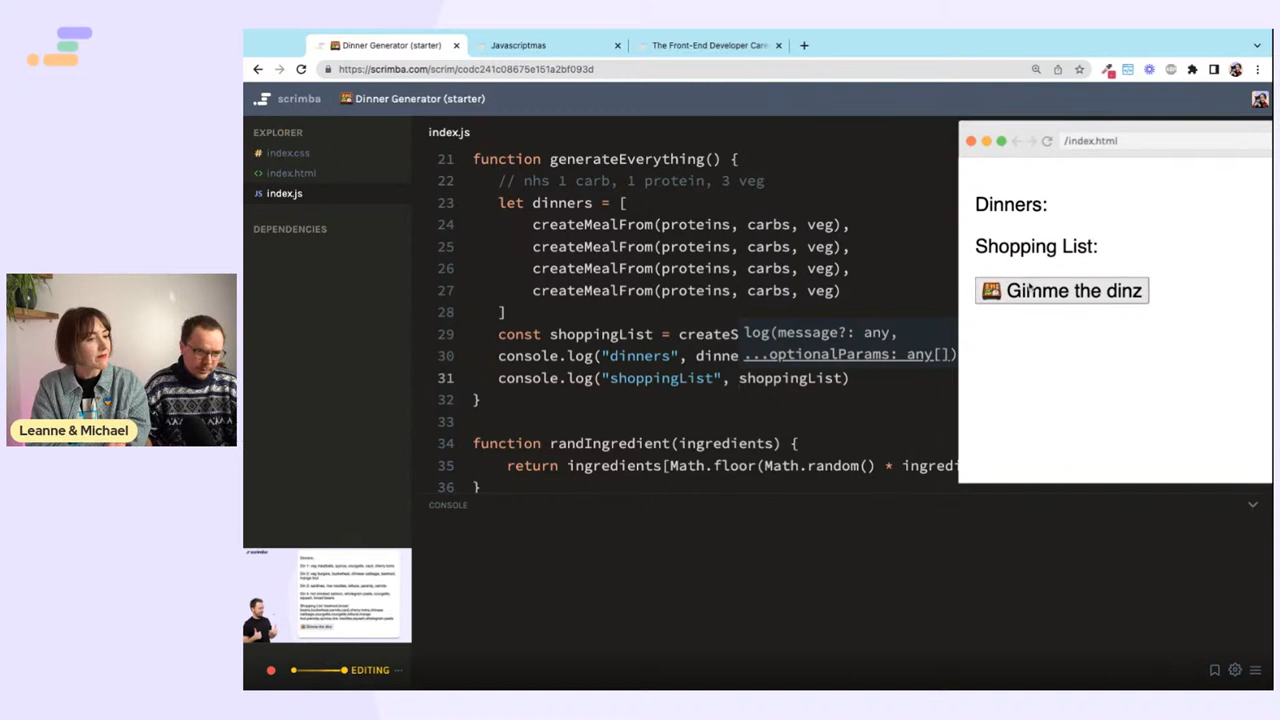 Dinner Generator (starter)
Javascriptmas
The Front-End Developer Care
https://scrimba.com/scrim/codc241c08675e151a2bf093d
scrimba
Dinner Generator (starter)
EXPLORER
index.css
index.html
JS index.js
DEPENDENCIES
index.js
21 function generateEverything() {
22 // nhs 1 carb, 1 protein, 3 veg
23 let dinners = [
24 createMealFrom(proteins, carbs, veg),
25 createMealFrom(proteins, carbs, veg),
26 createMealFrom(proteins, carbs, veg),
27 createMealFrom(proteins, carbs, veg)
28 ]
29 const shoppingList = createS
30 console.log("dinners", dinne
31 console.log("shoppingList", shoppingList)
32 }
33
34 function randIngredient(ingredients) {
35 return ingredients[Math.floor(Math.random() * ingredi
36 }
log(message?: any,
...optionalParams: any[])
/index.html
Dinners:
Shopping List:
Gimme the dinz
CONSOLE
Leanne & Michael
EDITING